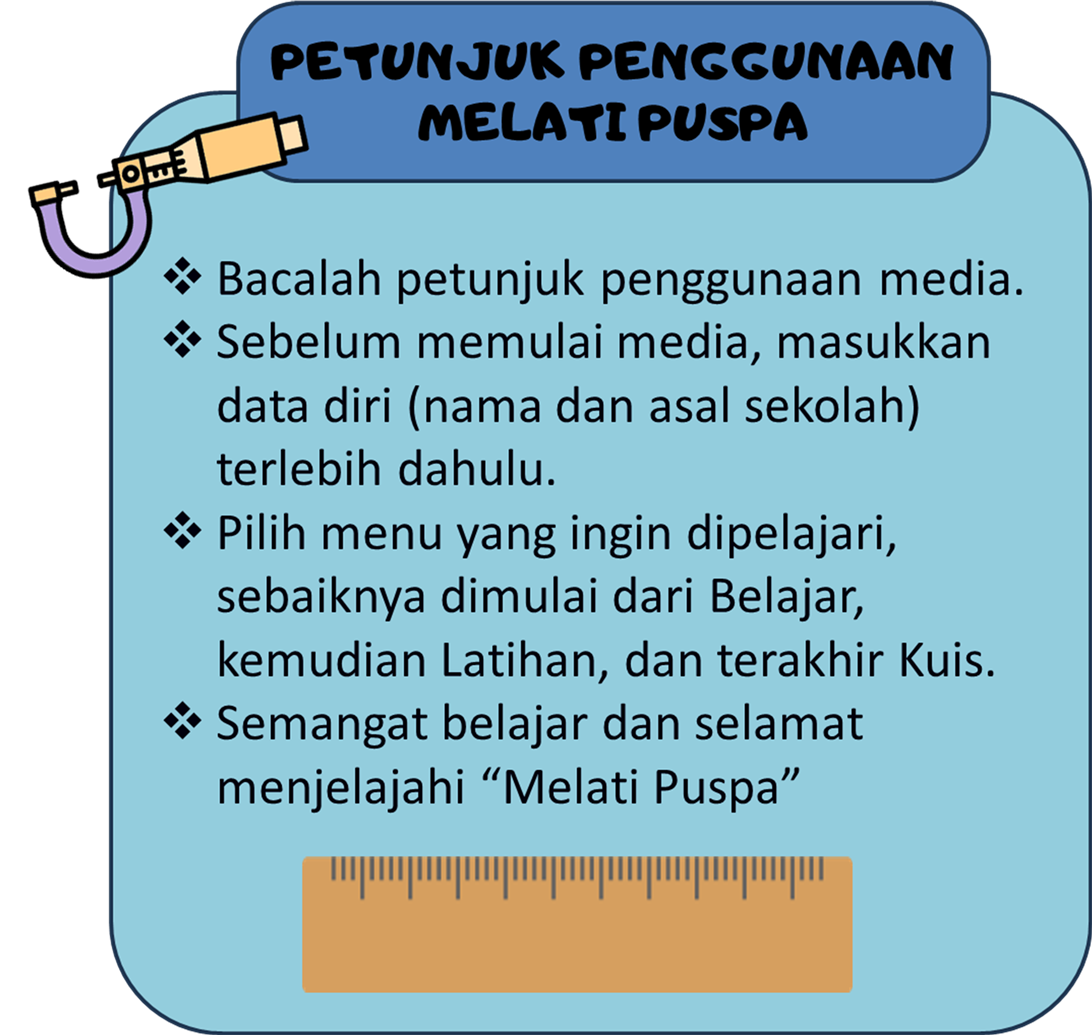 PETUNJUK PENGGUNAAN
MELATI PUSPA
❖ Bacalah petunjuk penggunaan media.
❖ Sebelum memulai media, masukkan
data diri (nama dan asal sekolah)
terlebih dahulu.
❖ Pilih menu yang ingin dipelajari,
sebaiknya dimulai dari Belajar,
kemudian Latihan, dan terakhir Kuis.
❖ Semangat belajar dan selamat
menjelajahi “Melati Puspa”